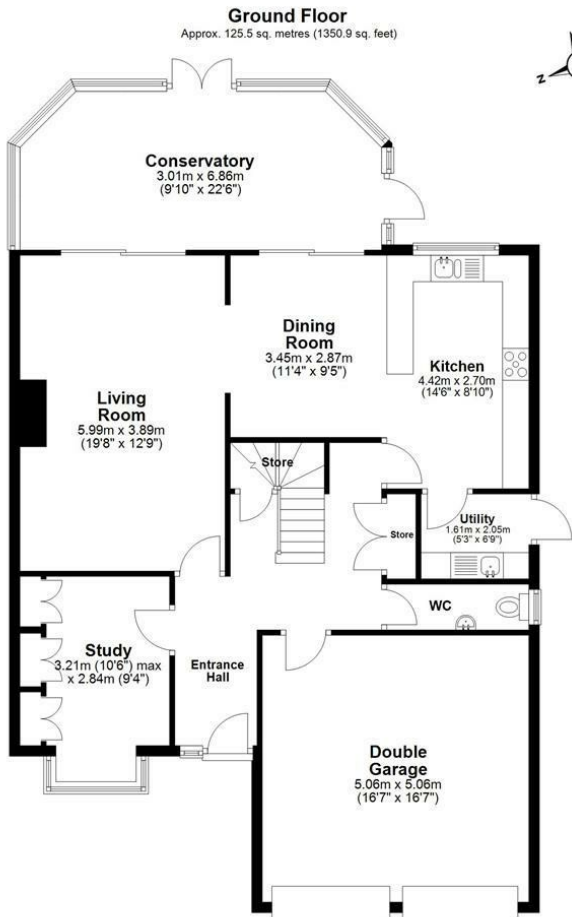 Ground Floor
Approx. 125.5 sq. metres (1350.9 sq. feet)
N
Conservatory
3.01m x 6.86m
(9'10" x 22'6")
Dining
Room
3.45m x 2.87m
(11'4" x 9'5")
Kitchen
4.42m x 2.70m
(14'6" x 8'10")
Living
Room
5.99m x 3.89m
(19'8" x 12'9")
Store
Utility
1.61m x 2.05m
(5'3" x 6'9")
Store
WC
Study
3.21m (10'6") max
x 2.84m (9'4")
Entrance
Hall
Double
Garage
5.06m x 5.06m
(16'7" x 16'7")